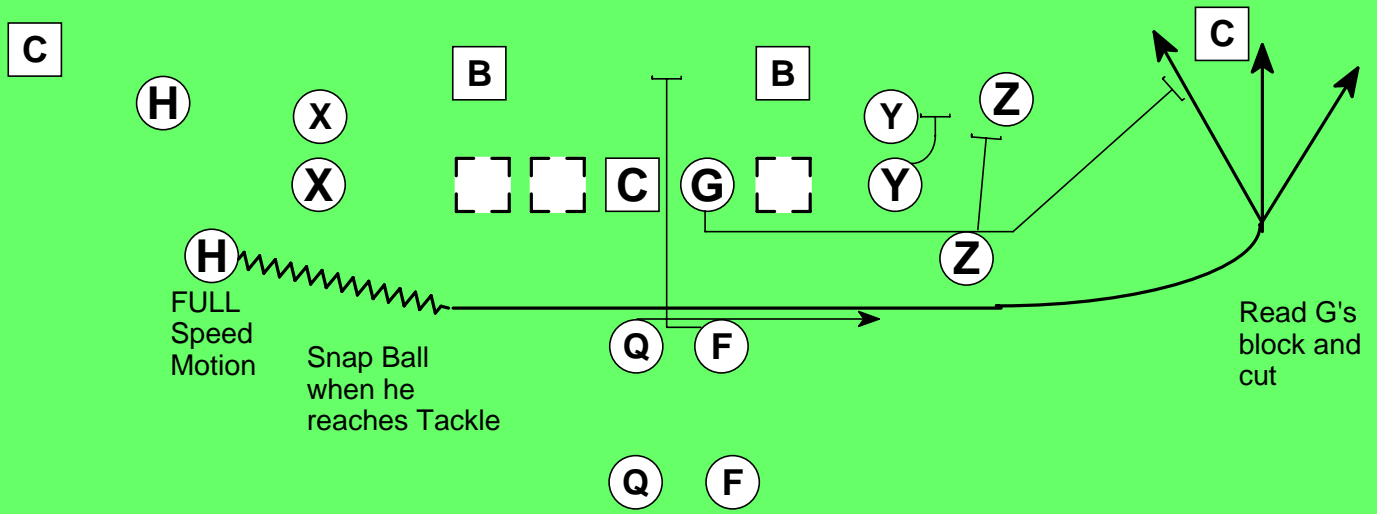 C
C
B
B
H
X
Y
Z
X
C
G
Y
H
Z
FULL
Speed
Motion
Read G's
block and
cut
Q
F
Snap Ball
when he
reaches Tackle
Q
F